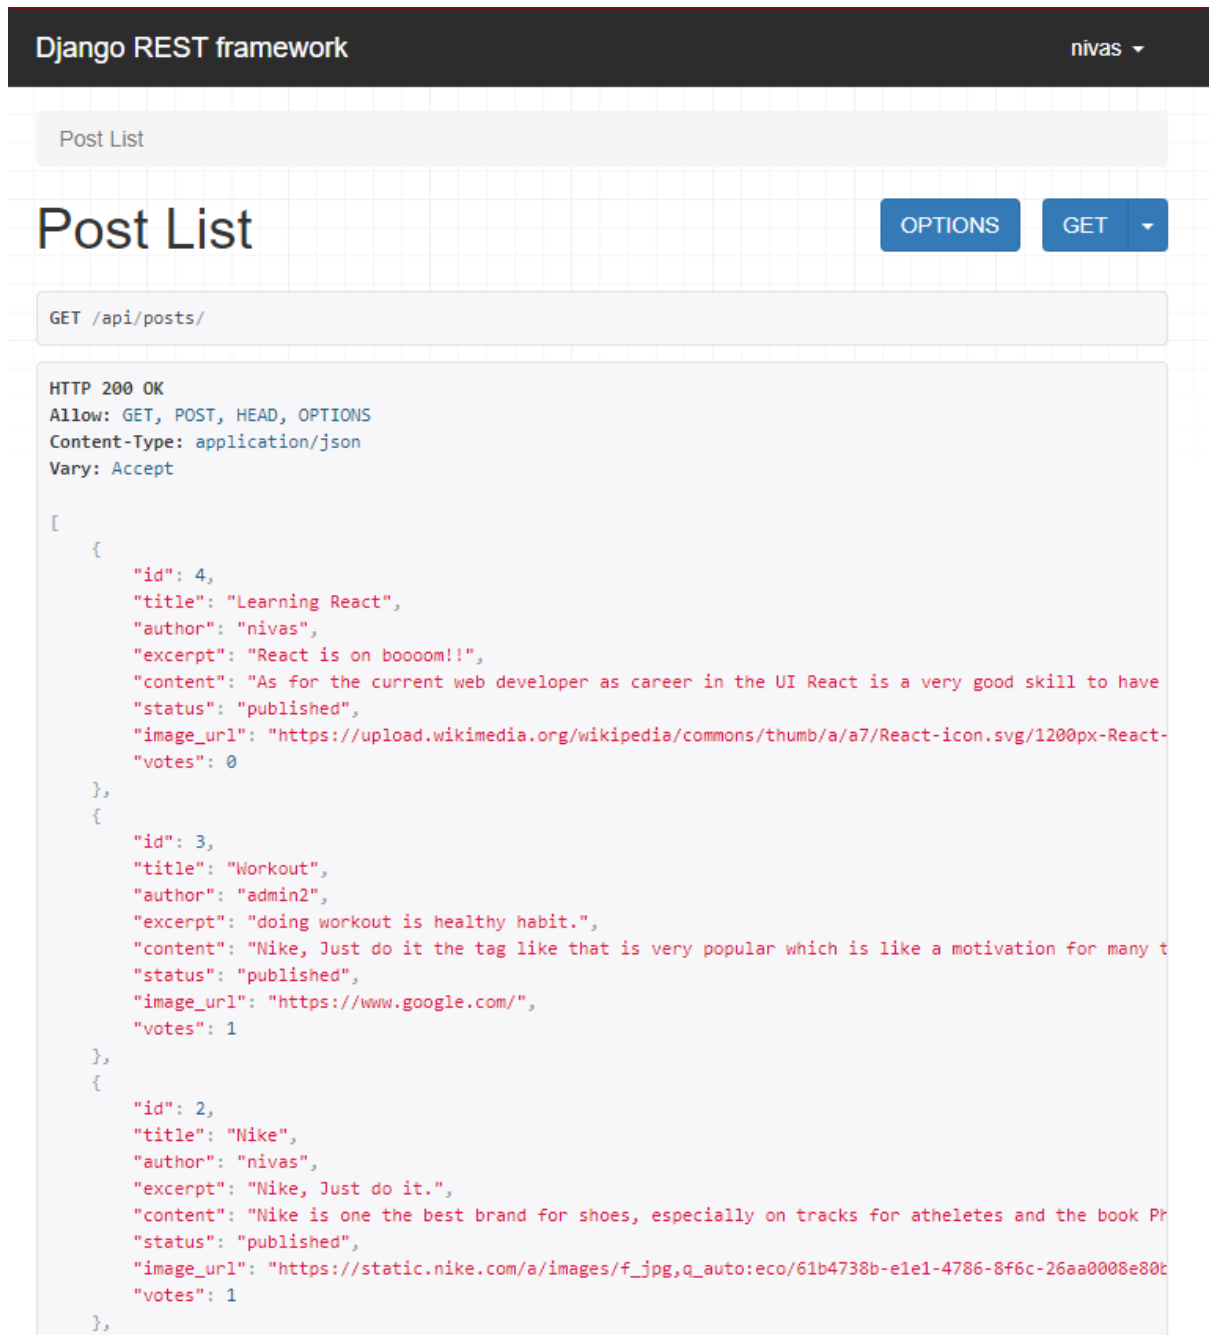 Django REST framework
nivas
Post List
Post List
OPTIONS
GET
GET /api/posts/
HTTP 200 OK
Allow: GET, POST, HEAD, OPTIONS
Content-Type: application/json
Vary: Accept
[
{
"id": 4,
"title": "Learning React",
"author": "nivas",
"excerpt": "React is on boooom!!",
"content": "As for the current web developer as career in the UI React is a very good skill to have
"status": "published",
"image_url": "https://upload.wikimedia.org/wikipedia/commons/thumb/a/a7/React-icon.svg/1200px-React-
"votes": 0
},
{
"id": 3,
"title": "Workout",
"author": "admin2",
"excerpt": "doing workout is healthy habit.",
"content": "Nike, Just do it the tag like that is very popular which is like a motivation for many t
"status": "published",
"image_url": "https://www.google.com/",
"votes": 1
},
{
"id": 2,
"title": "Nike",
"author": "nivas",
"excerpt": "Nike, Just do it.",
"content": "Nike is one the best brand for shoes, especially on tracks for atheletes and the book Ph
"status": "published",
"image_url": "https://static.nike.com/a/images/f_jpg,q_auto:eco/61b4738b-e1e1-4786-8f6c-26aa0008e80b
"votes": 1
},